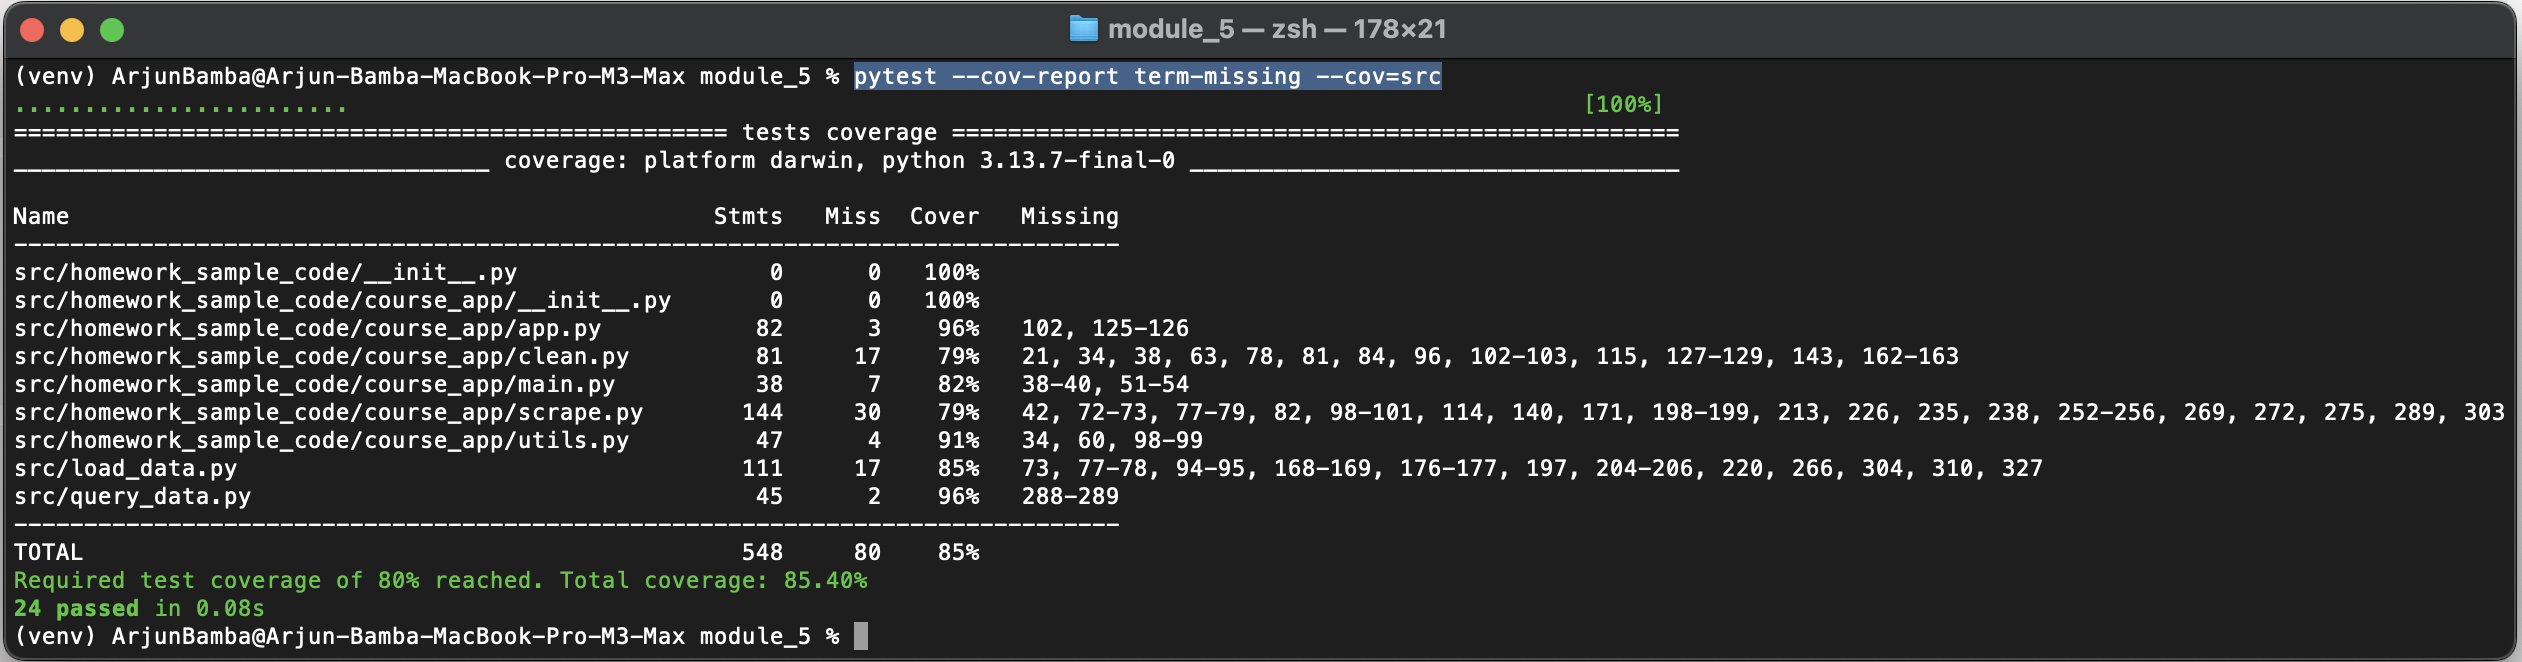 module_5 — zsh — 178×21
(venv) ArjunBamba@Arjun-Bamba-MacBook-Pro-M3-Max module_5 % pytest --cov-report term-missing --cov=src
........................ [100%]
=================================================== tests coverage ====================================================
__________________________________ coverage: platform darwin, python 3.13.7-final-0 ___________________________________
Name Stmts Miss Cover Missing
-------------------------------------------------------------------------------
src/homework_sample_code/__init__.py 0 0 100%
src/homework_sample_code/course_app/__init__.py 0 0 100%
src/homework_sample_code/course_app/app.py 82 3 96% 102, 125-126
src/homework_sample_code/course_app/clean.py 81 17 79% 21, 34, 38, 63, 78, 81, 84, 96, 102-103, 115, 127-129, 143, 162-163
src/homework_sample_code/course_app/main.py 38 7 82% 38-40, 51-54
src/homework_sample_code/course_app/scrape.py 144 30 79% 42, 72-73, 77-79, 82, 98-101, 114, 140, 171, 198-199, 213, 226, 235, 238, 252-256, 269, 272, 275, 289, 303
src/homework_sample_code/course_app/utils.py 47 4 91% 34, 60, 98-99
src/load_data.py 111 17 85% 73, 77-78, 94-95, 168-169, 176-177, 197, 204-206, 220, 266, 304, 310, 327
src/query_data.py 45 2 96% 288-289
-------------------------------------------------------------------------------
TOTAL 548 80 85%
Required test coverage of 80% reached. Total coverage: 85.40%
24 passed in 0.08s
(venv) ArjunBamba@Arjun-Bamba-MacBook-Pro-M3-Max module_5 %